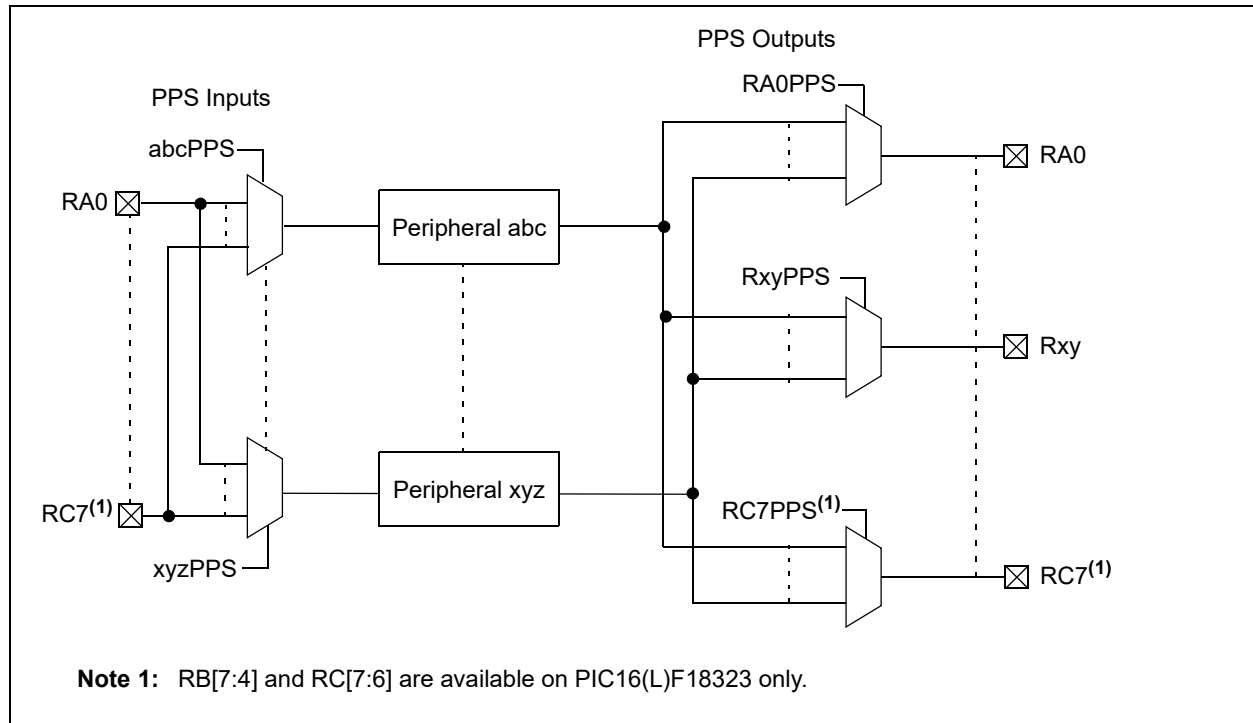 PPS Outputs
RA0PPS
PPS Inputs
abcPPS
RA0
RA0
Peripheral abc
RxyPPS
Rxy
Peripheral xyz
RC7(1)
RC7PPS(1)
xyzPPS
RC7(1)
Note 1: RB[7:4] and RC[7:6] are available on PIC16(L)F18323 only.